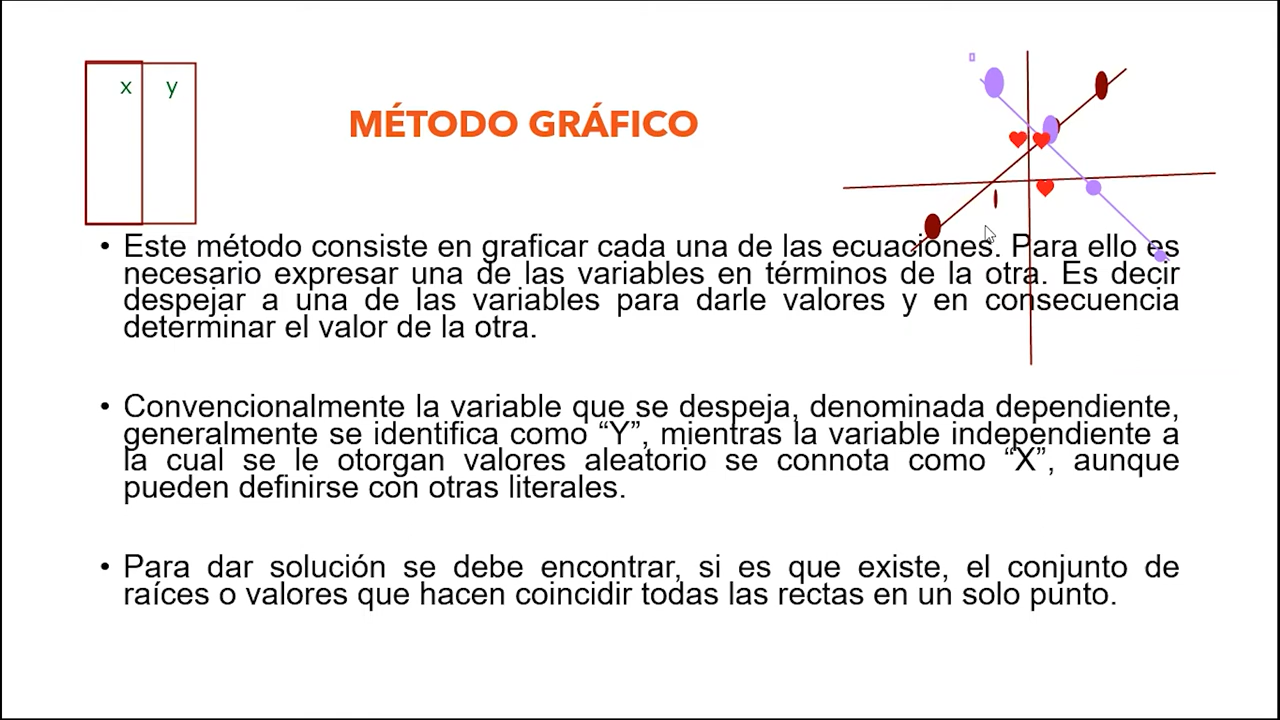 x y
MÉTODO GRÁFICO
• Este método consiste en graficar cada una de las ecuaciones. Para ello es
necesario expresar una de las variables en términos de la otra. Es decir
despejar a una de las variables para darle valores y en consecuencia
determinar el valor de la otra.
• Convencionalmente la variable que se despeja, denominada dependiente,
generalmente se identifica como “Y”, mientras la variable independiente a
la cual se le otorgan valores aleatorio se connota como “X”, aunque
pueden definirse con otras literales.
• Para dar solución se debe encontrar, si es que existe, el conjunto de
raíces o valores que hacen coincidir todas las rectas en un solo punto.